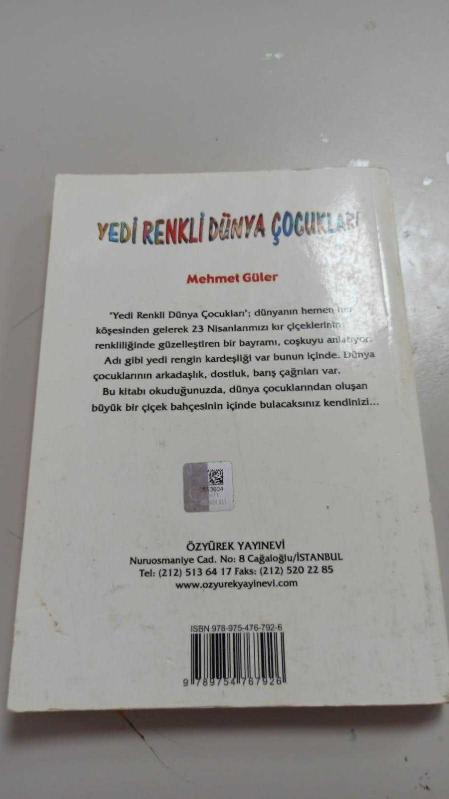 YEDİ RENKLİ DÜNYA ÇOCUKLARI
Mehmet Güler
"Yedi Renkli Dünya Çocukları"; dünyanın hemen her
köşesinden gelerek 23 Nisanlarımızı kır çiçeklerinin
renkliliğinde güzelleştiren bir bayramı, coşkuyu anlatıyor.
Adı gibi yedi rengin kardeşliği var bunun içinde. Dünya
çocuklarının arkadaşlık, dostluk, barış çağrıları var.
Bu kitabı okuduğunuzda, dünya çocuklarından oluşan
büyük bir çiçek bahçesinin içinde bulacaksınız kendinizi...
ÖZYÜREK YAYINEVİ
Nuruosmaniye Cad. No: 8 Cağaloğlu/İSTANBUL
Tel: (212) 513 64 17 Faks: (212) 520 22 85
www.ozyurekyayinevi.com
ISBN 978-975-476-792-6
9 789754 767926